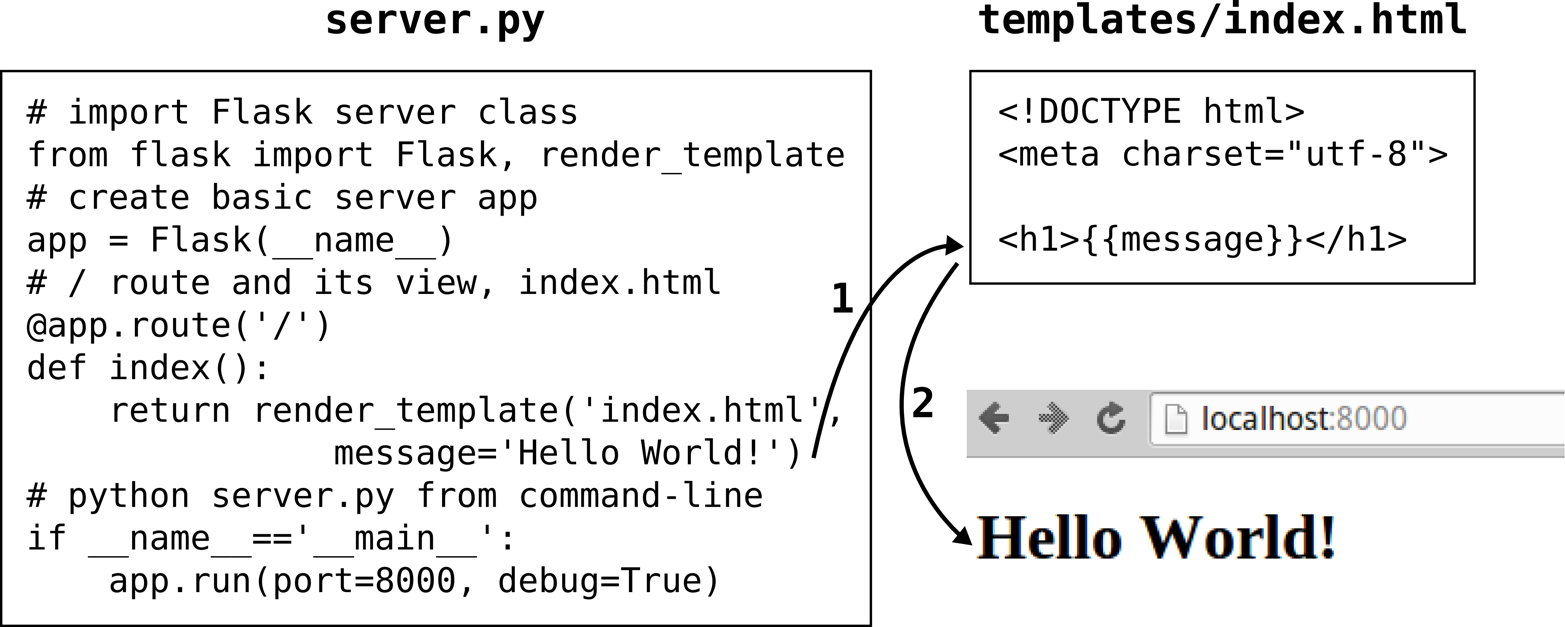 server.py
# import Flask server class
from flask import Flask, render_template
# create basic server app
app = Flask(__name__)
# / route and its view, index.html
@app.route('/')
def index():
    return render_template('index.html',
               message='Hello World!')
# python server.py from command-line
if __name__=='__main__':
    app.run(port=8000, debug=True)
1
templates/index.html
<!DOCTYPE html>
<meta charset="utf-8">
<h1>{{message}}</h1>
2
localhost:8000
Hello World!